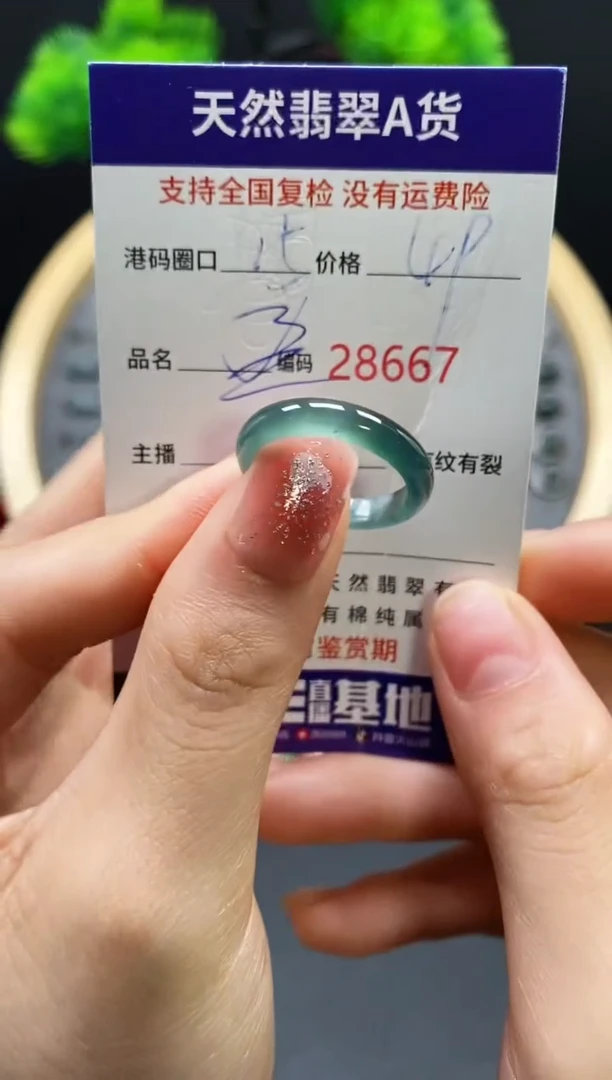 天然翡翠A货
支持全国复检 没有运费险
港码圈口 15 价格
品名 编码 28667
主播 纹有裂
天然翡翠有
有棉纯属
鉴赏期
基地